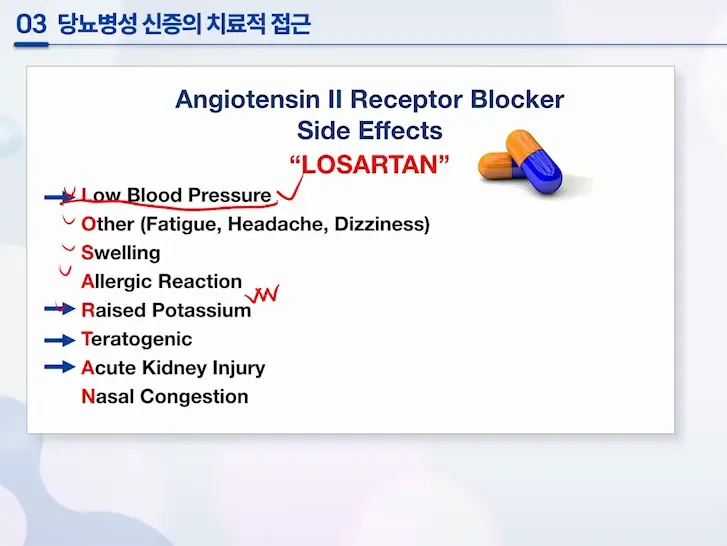 03 당뇨병성 신증의 치료적 접근
Angiotensin II Receptor Blocker
Side Effects
“LOSARTAN”
Low Blood Pressure
Other (Fatigue, Headache, Dizziness)
Swelling
Allergic Reaction
Raised Potassium
Teratogenic
Acute Kidney Injury
Nasal Congestion